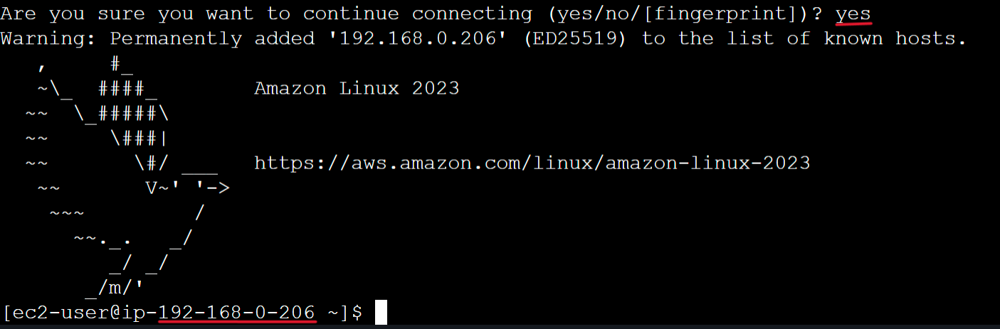 Are you sure you want to continue connecting (yes/no/[fingerprint])? yes
Warning: Permanently added '192.168.0.206' (ED25519) to the list of known hosts.
   ,     #_
   ~\_  ####_        Amazon Linux 2023
  ~~  \_#####\
  ~~     \###|
  ~~       \#/ ___   https://aws.amazon.com/linux/amazon-linux-2023
   ~~       V~' '->
    ~~~         /
      ~~._.   _/
         _/ _/
       _/m/'
[ec2-user@ip-192-168-0-206 ~]$